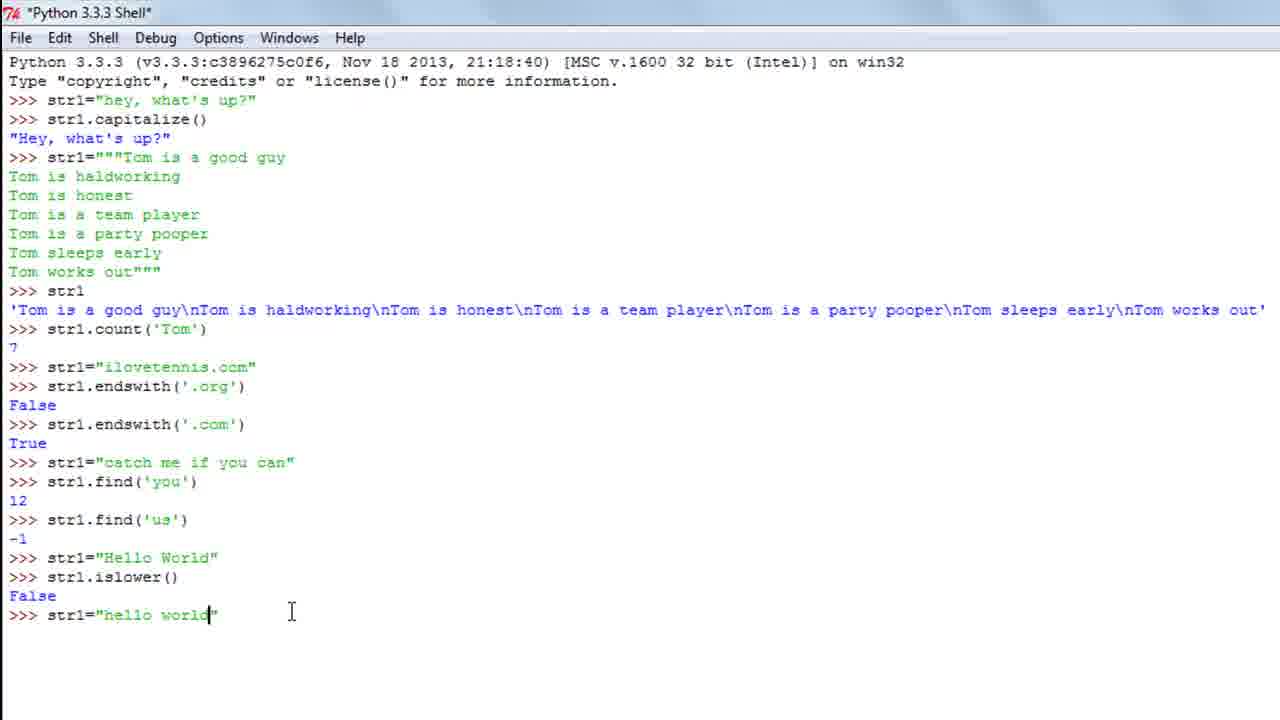 *Python 3.3.3 Shell*
File Edit Shell Debug Options Windows Help
Python 3.3.3 (v3.3.3:c3896275c0f6, Nov 18 2013, 21:18:40) [MSC v.1600 32 bit (Intel)] on win32
Type "copyright", "credits" or "license()" for more information.
>>> str1="hey, what's up?"
>>> str1.capitalize()
"Hey, what's up?"
>>> str1="""Tom is a good guy
Tom is haldworking
Tom is honest
Tom is a team player
Tom is a party pooper
Tom sleeps early
Tom works out"""
>>> str1
'Tom is a good guy\nTom is haldworking\nTom is honest\nTom is a team player\nTom is a party pooper\nTom sleeps early\nTom works out'
>>> str1.count('Tom')
7
>>> str1="ilovetennis.com"
>>> str1.endswith('.org')
False
>>> str1.endswith('.com')
True
>>> str1="catch me if you can"
>>> str1.find('you')
12
>>> str1.find('us')
-1
>>> str1="Hello World"
>>> str1.islower()
False
>>> str1="hello world"